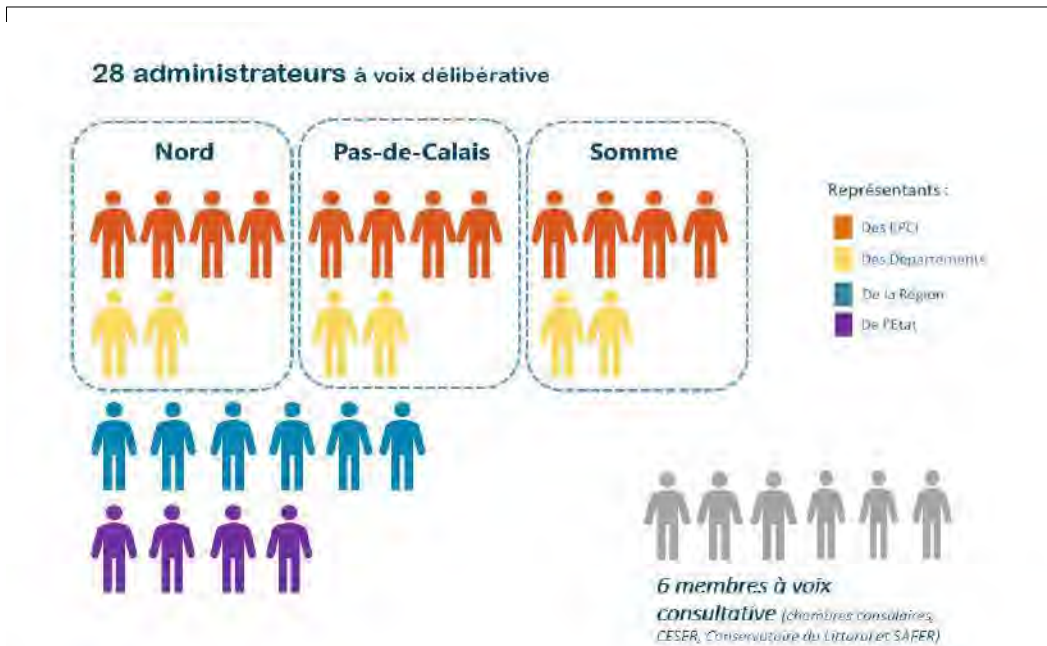 28 administrateurs à voix délibérative
Nord
Pas-de-Calais
Somme
Représentants :
Des EPCI
Des Départements
De la Région
De l'Etat
6 membres à voix
consultative (chambres consulaires,
CESER, Conservatoire du Littoral et SAFER)